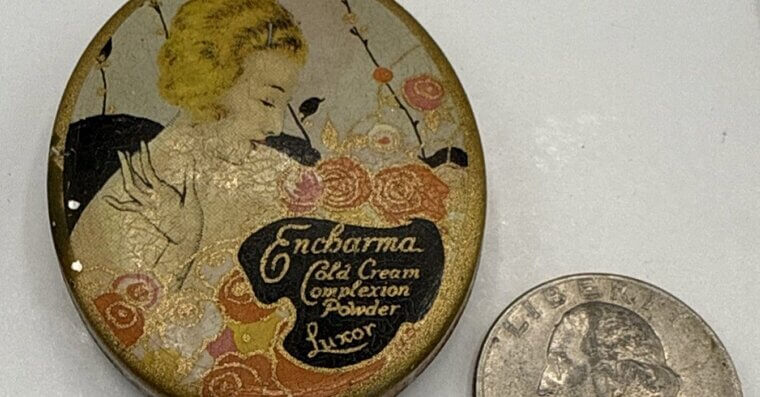 Encharma
Cold Cream
Complexion
Powder
Luxor
LIBERTY